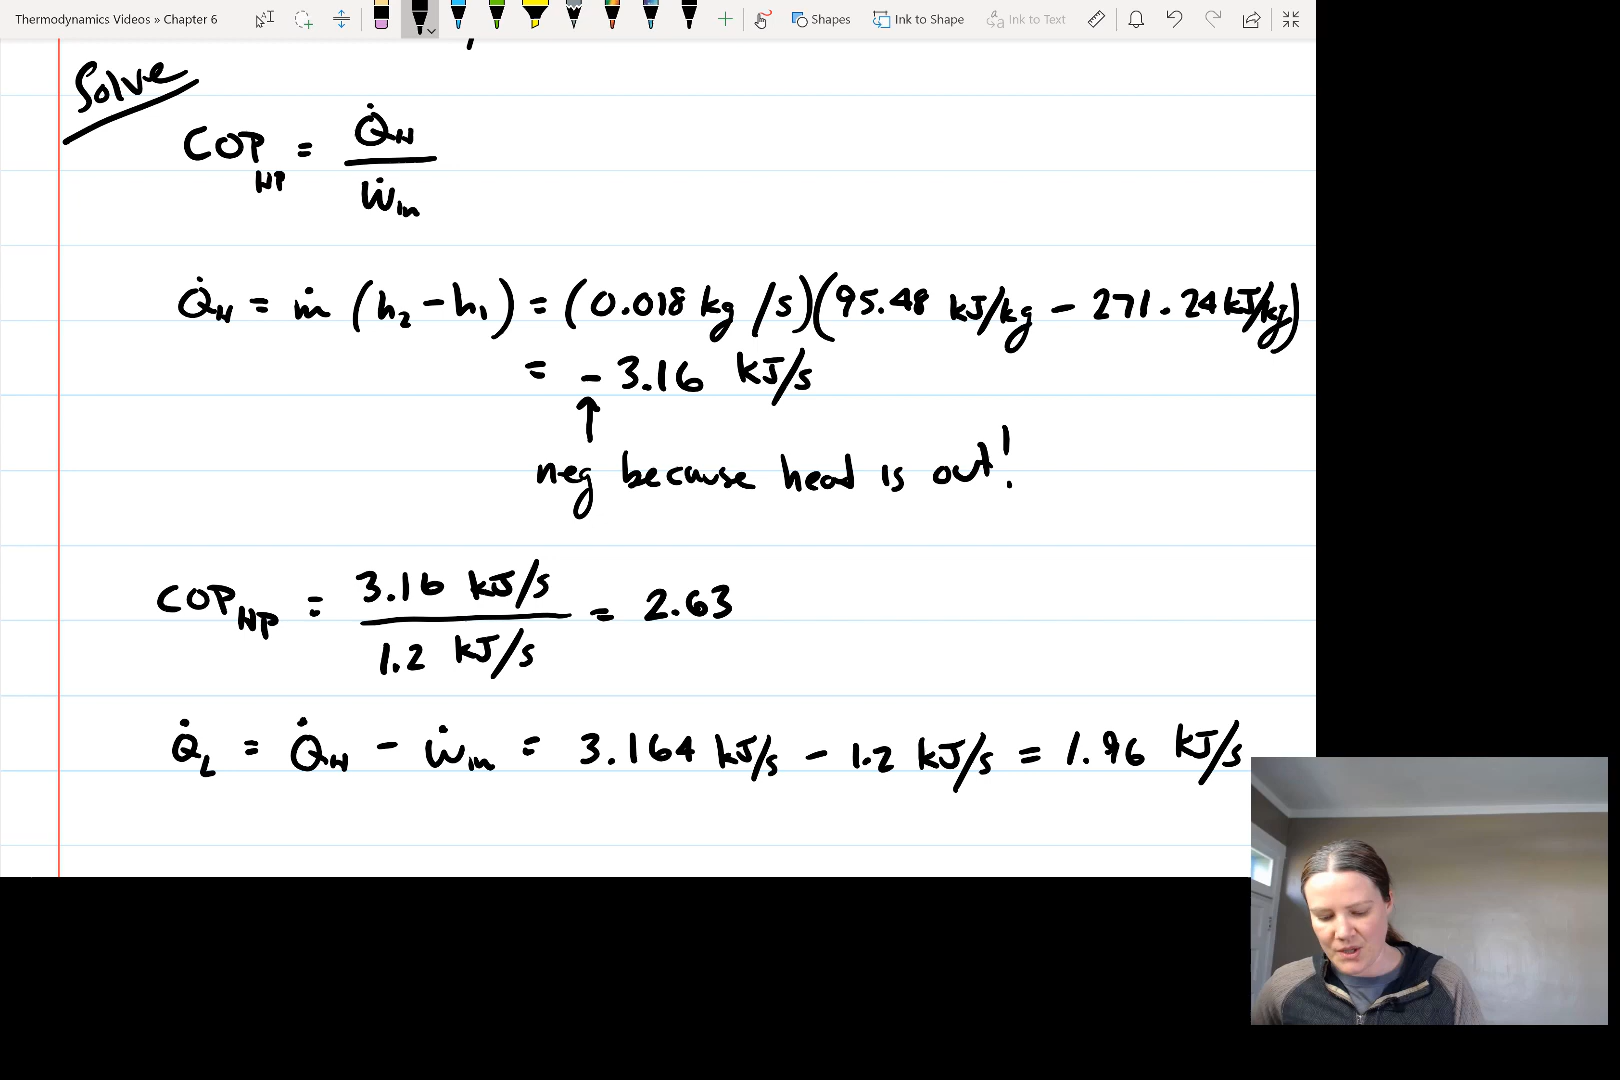 Thermodynamics Videos » Chapter 6
Shapes
Ink to Shape
Ink to Text
Solve
COP_HP = Q̇_H / Ẇ_in
Q̇_H = ṁ (h₂ - h₁) = (0.018 kg/s)(95.48 kJ/kg - 271.24 kJ/kg)
= - 3.16 kJ/s
↑
neg because head is out!
COP_HP = 3.16 kJ/s / 1.2 kJ/s = 2.63
Q̇_L = Q̇_H - Ẇ_in = 3.164 kJ/s - 1.2 kJ/s = 1.96 kJ/s